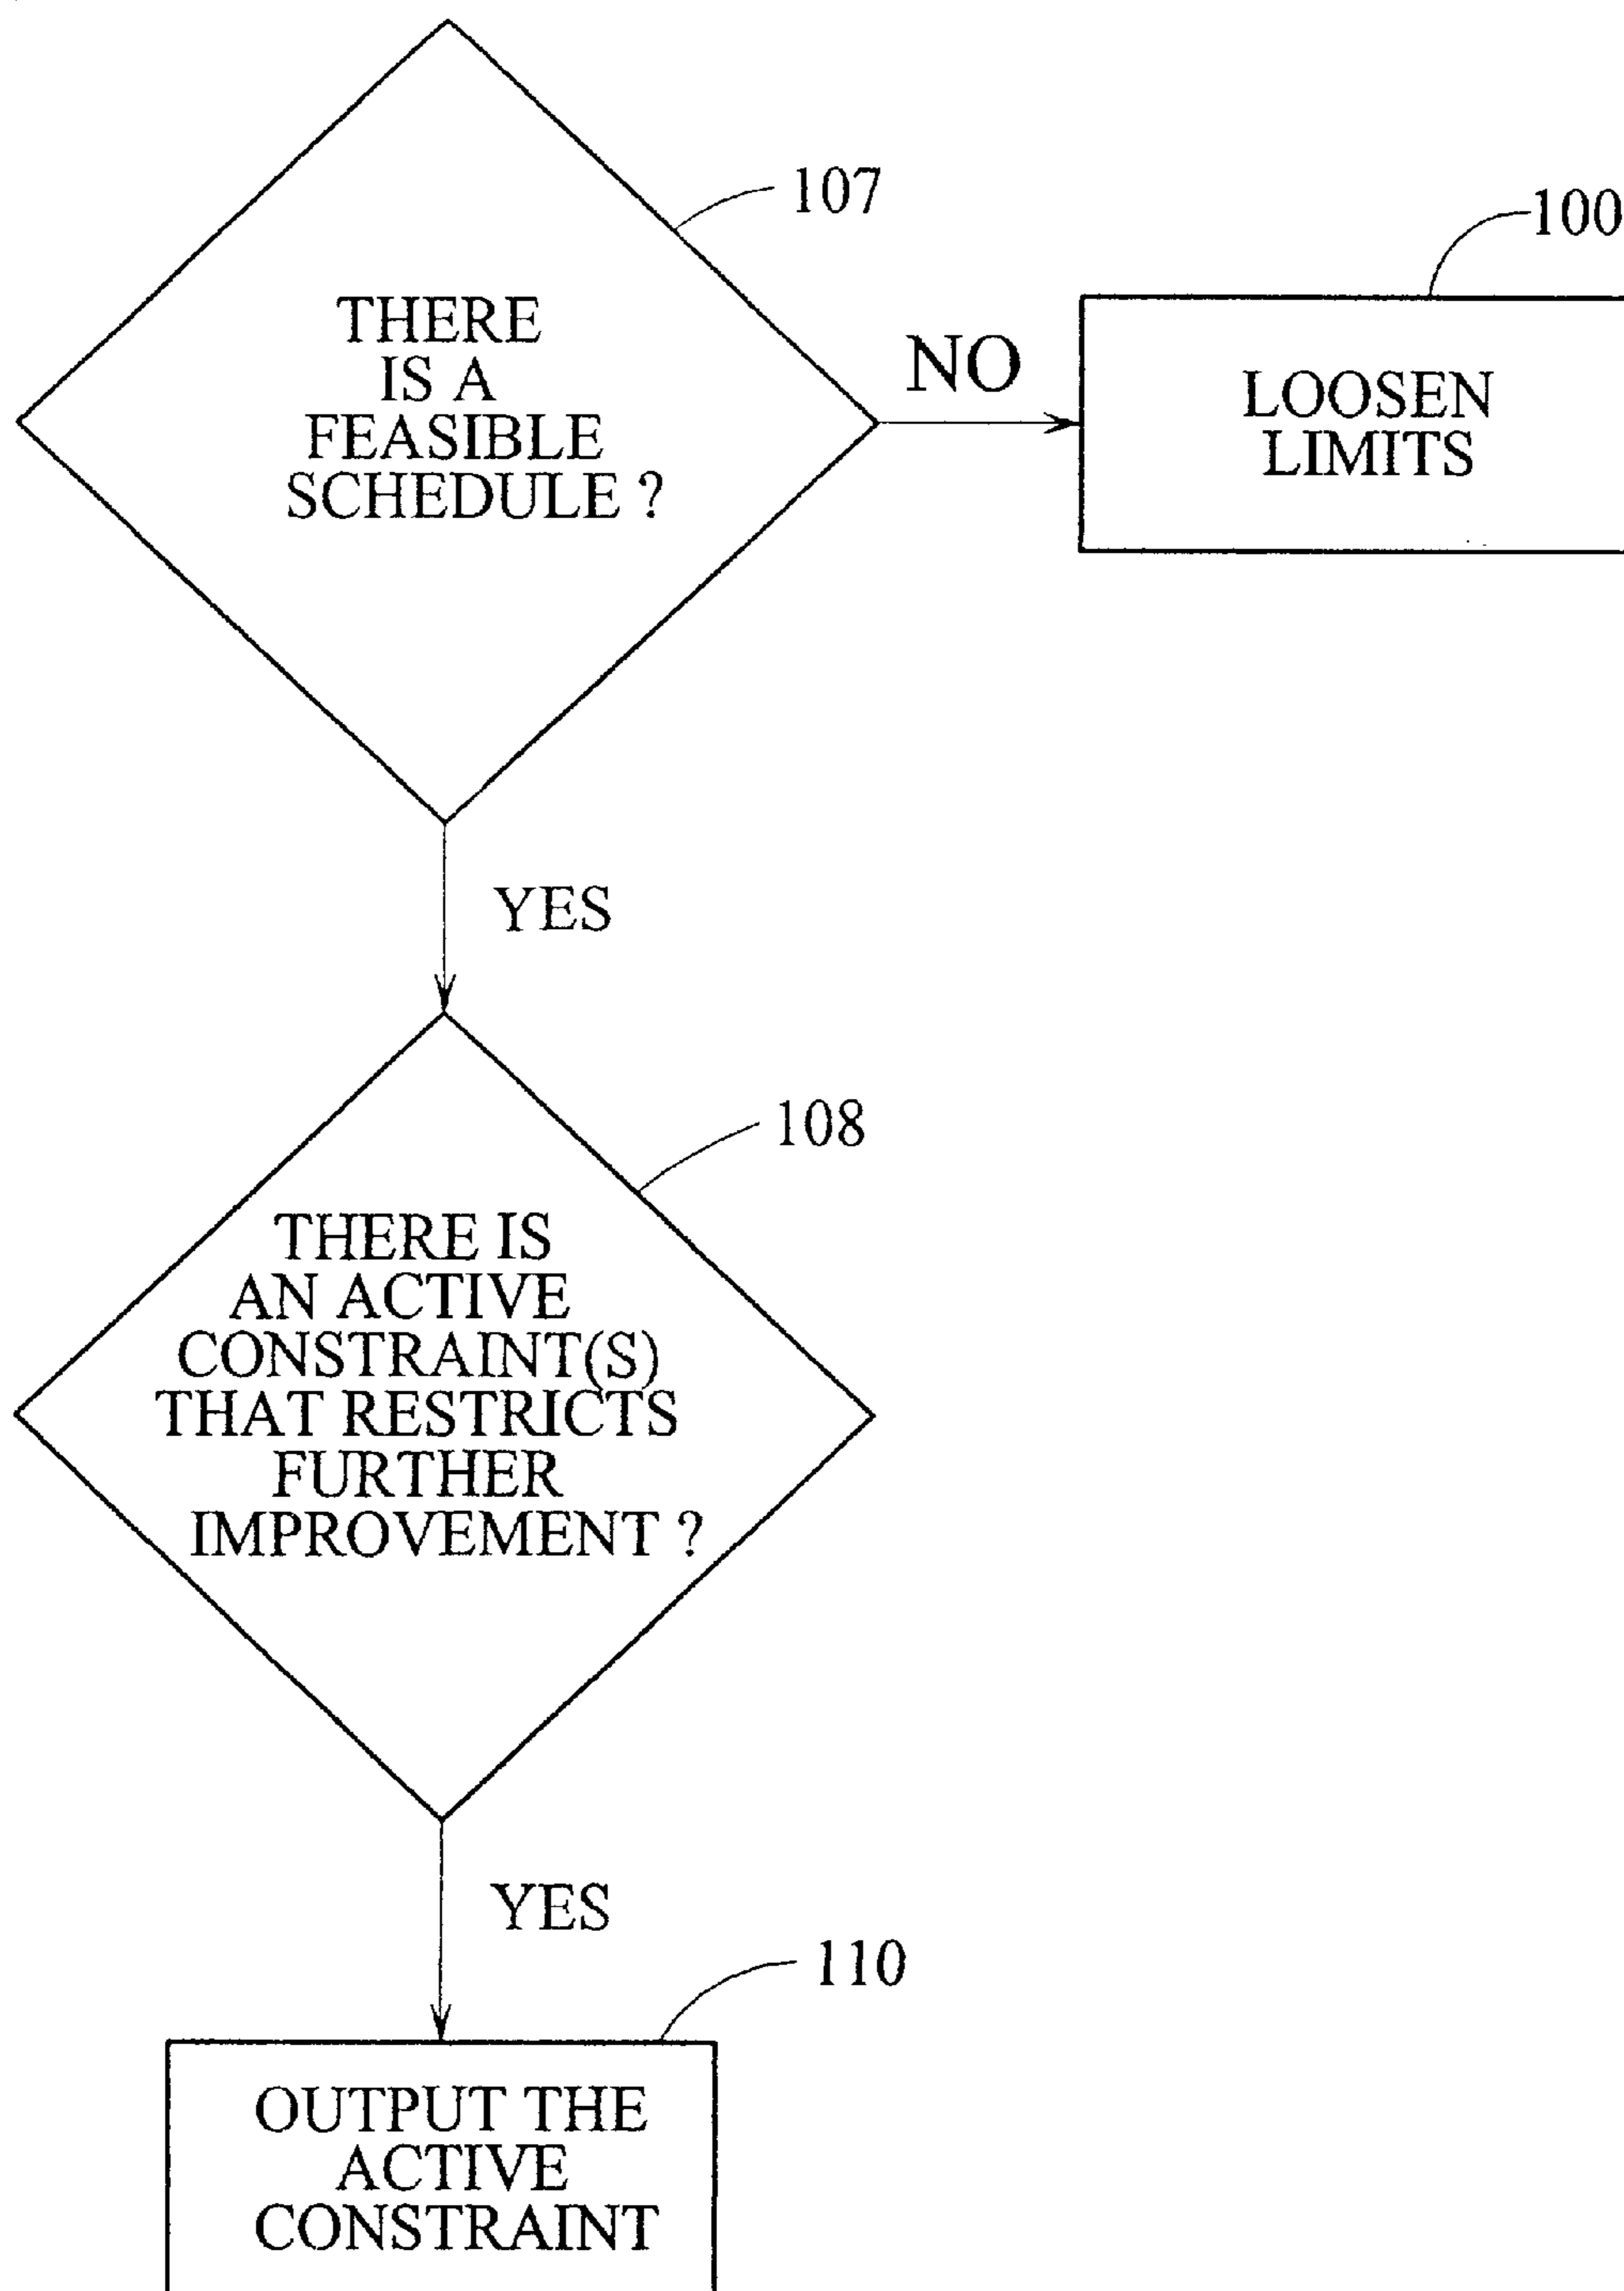 107
THERE
IS A
FEASIBLE
SCHEDULE ?
NO
100
LOOSEN
LIMITS
YES
108
THERE IS
AN ACTIVE
CONSTRAINT(S)
THAT RESTRICTS
FURTHER
IMPROVEMENT ?
YES
110
OUTPUT THE
ACTIVE
CONSTRAINT